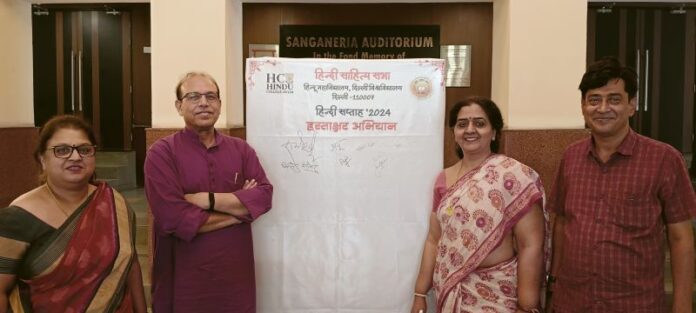 SANGANERIA AUDITORIUM
in the Fond Memory of
HC
HINDU
हिन्दी साहित्य सभा
हिन्दू महाविद्यालय, दिल्ली विश्वविद्यालय
दिल्ली -110007
हिन्दी सप्ताह '2024
हस्ताक्षर अभियान